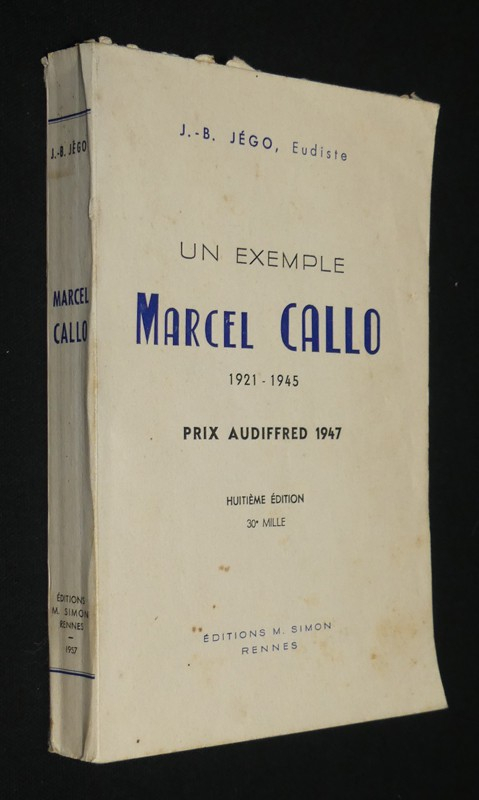 J.-B. JÉGO
MARCEL
CALLO
ÉDITIONS
M. SIMON
RENNES
1957
J.-B. JÉGO, Eudiste
UN EXEMPLE
MARCEL CALLO
1921 - 1945
PRIX AUDIFFRED 1947
HUITIÈME ÉDITION
30e MILLE
ÉDITIONS M. SIMON
RENNES